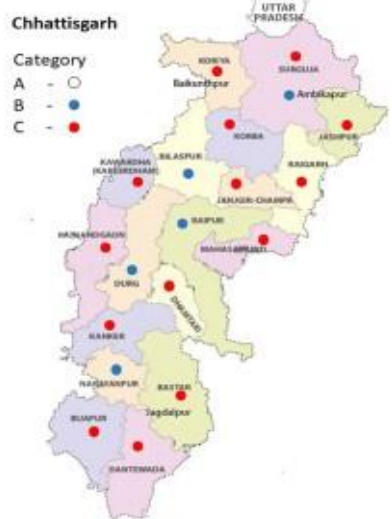 UTTAR
PRADESH
Chhattisgarh
Category
A -
B -
C -
KORIYA
Baikunthpur
SURGUJA
Ambikapur
JASHPUR
KORBA
BILASPUR
RAIGARH
KAWARDHA
(KABEERDHAM)
JANJGIR-CHAMPA
RAIPUR
RAJNANDGAON
MAHASAMUND
DURG
DHAMTARI
KANKER
NARAYANPUR
BASTAR
Jagdalpur
BIJAPUR
DANTEWADA